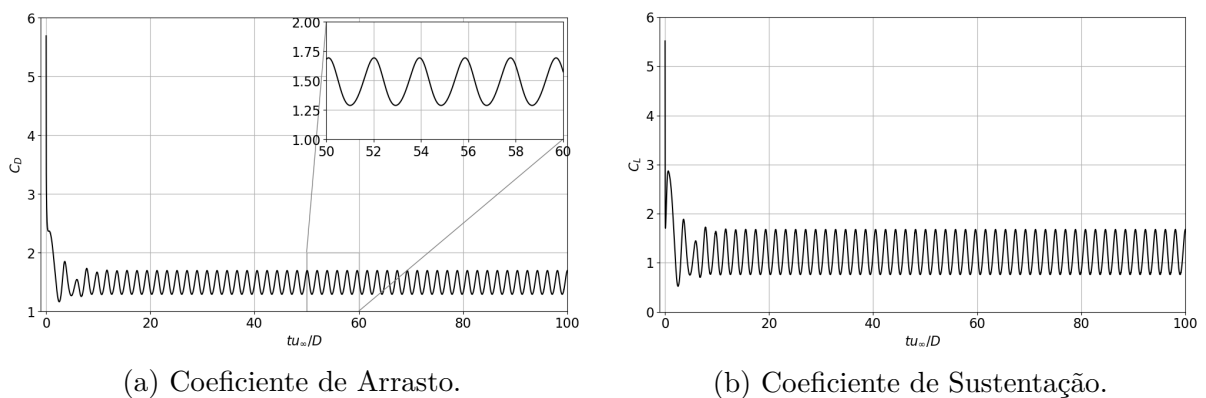 6
5
4
3
2
1
C_D
0 20 40 60 80 100
tu∞/D
2.00
1.75
1.50
1.25
1.00
50 52 54 56 58 60
(a) Coeficiente de Arrasto.
6
5
4
3
2
1
0
C_L
0 20 40 60 80 100
tu∞/D
(b) Coeficiente de Sustentação.